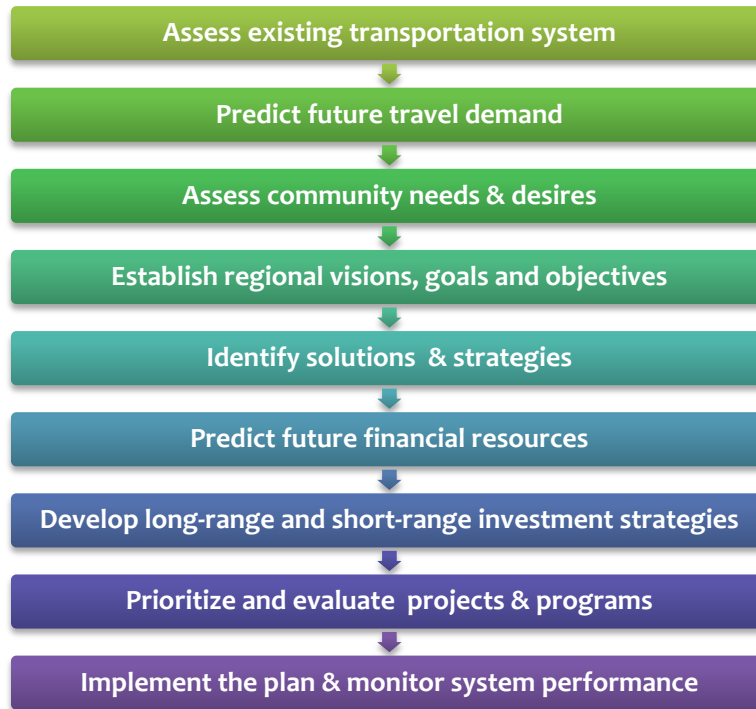 Assess existing transportation system
Predict future travel demand
Assess community needs & desires
Establish regional visions, goals and objectives
Identify solutions & strategies
Predict future financial resources
Develop long-range and short-range investment strategies
Prioritize and evaluate projects & programs
Implement the plan & monitor system performance